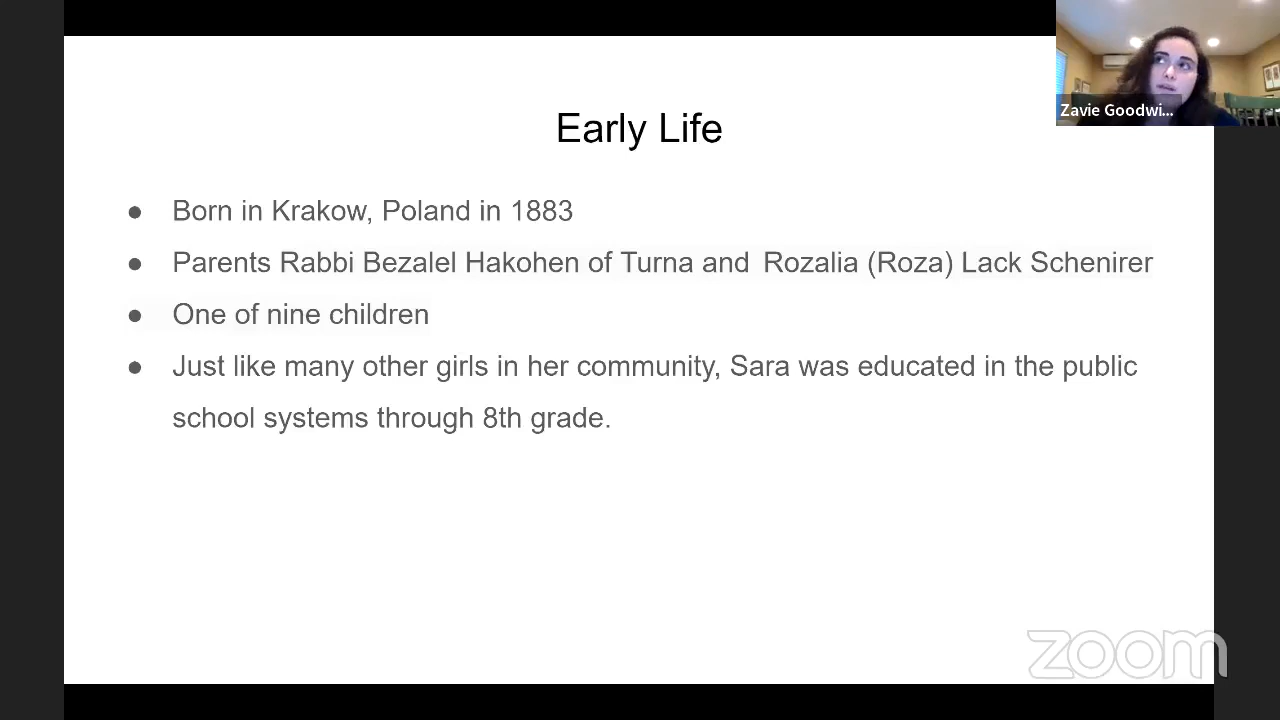 Early Life
● Born in Krakow, Poland in 1883
● Parents Rabbi Bezalel Hakohen of Turna and Rozalia (Roza) Lack Schenirer
● One of nine children
● Just like many other girls in her community, Sara was educated in the public
school systems through 8th grade.
Zavie Goodwi...
zoom